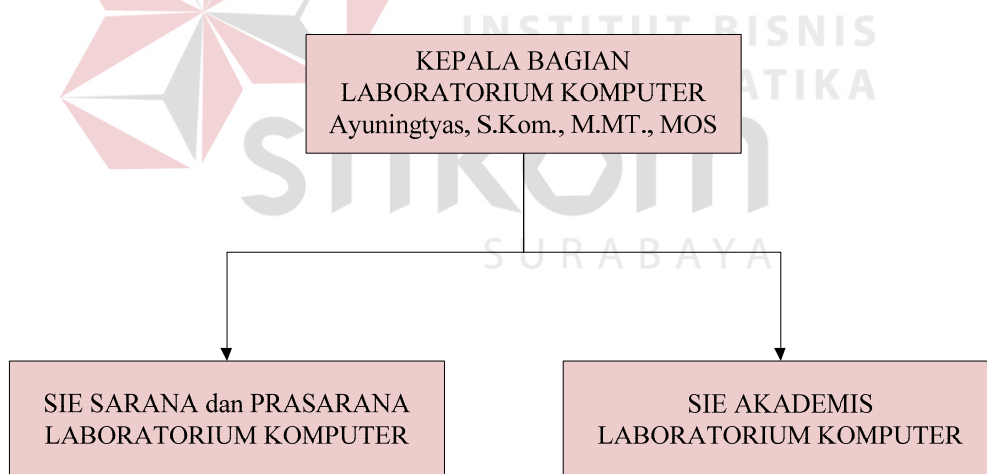 INSTITUT BISNIS
ATIKA
stikom
SURABAYA
KEPALA BAGIAN
LABORATORIUM KOMPUTER
Ayuningtyas, S.Kom., M.MT., MOS
SIE SARANA dan PRASARANA
LABORATORIUM KOMPUTER
SIE AKADEMIS
LABORATORIUM KOMPUTER